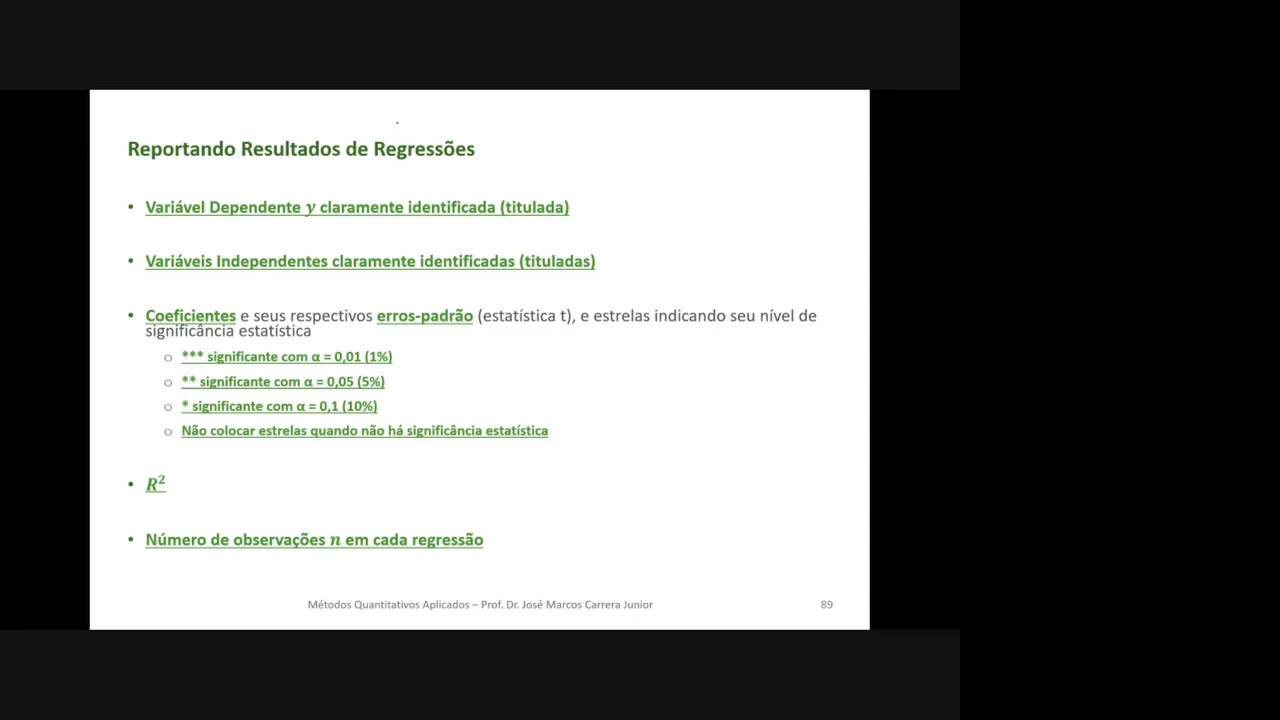 Reportando Resultados de Regressões
• Variável Dependente y claramente identificada (titulada)
• Variáveis Independentes claramente identificadas (tituladas)
• Coeficientes e seus respectivos erros-padrão (estatística t), e estrelas indicando seu nível de
significância estatística
○ *** significante com α = 0,01 (1%)
○ ** significante com α = 0,05 (5%)
○ * significante com α = 0,1 (10%)
○ Não colocar estrelas quando não há significância estatística
• R²
• Número de observações n em cada regressão
Métodos Quantitativos Aplicados – Prof. Dr. José Marcos Carrera Junior 89